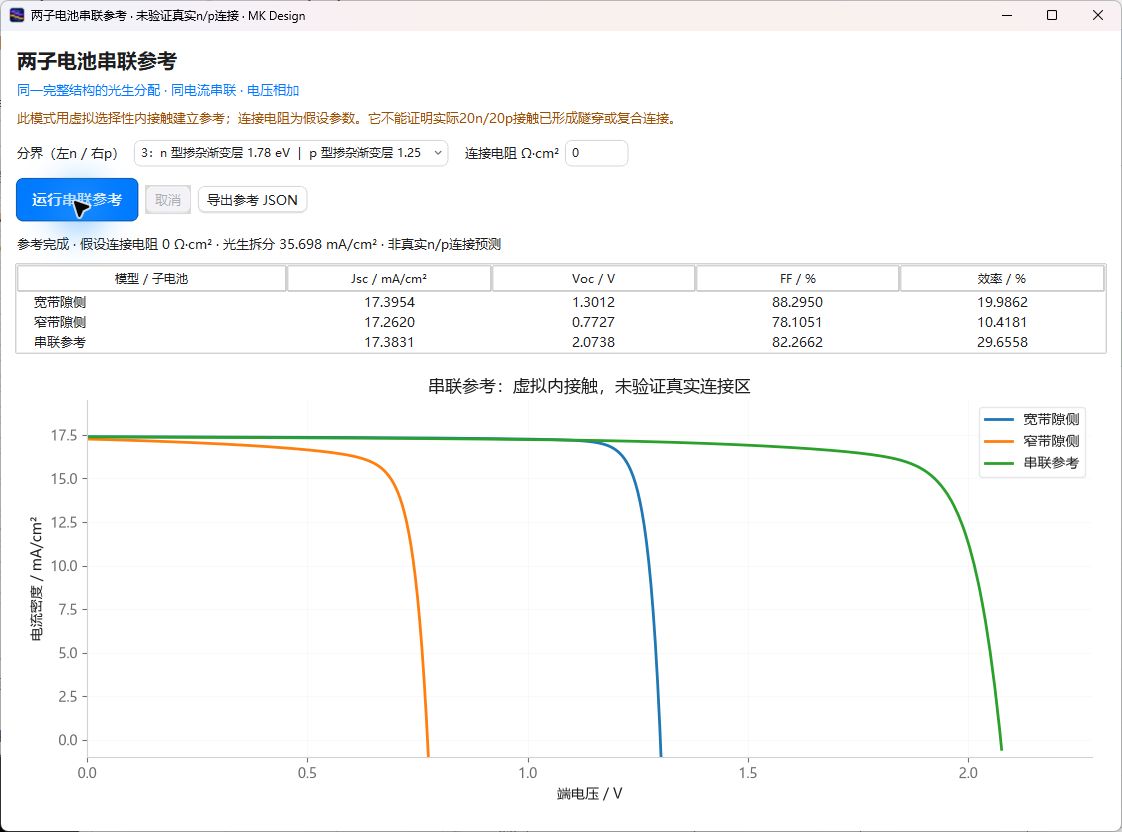 两子电池串联参考 · 未验证真实n/p连接 · MK Design
两子电池串联参考
同一完整结构的光生分配 · 同电流串联 · 电压相加
此模式用虚拟选择性内接触建立参考；连接电阻为假设参数。它不能证明实际20n/20p接触已形成隧穿或复合连接。
分界（左n / 右p） 3：n 型掺杂渐变层 1.78 eV | p 型掺杂渐变层 1.25 连接电阻 Ω·cm² 0
运行串联参考 取消 导出参考 JSON
参考完成 · 假设连接电阻 0 Ω·cm² · 光生拆分 35.698 mA/cm² · 非真实n/p连接预测
模型 / 子电池 Jsc / mA/cm² Voc / V FF / % 效率 / %
宽带隙侧 17.3954 1.3012 88.2950 19.9862
窄带隙侧 17.2620 0.7727 78.1051 10.4181
串联参考 17.3831 2.0738 82.2662 29.6558
串联参考：虚拟内接触，未验证真实连接区
宽带隙侧
窄带隙侧
串联参考
电流密度 / mA/cm²
17.5
15.0
12.5
10.0
7.5
5.0
2.5
0.0
0.0 0.5 1.0 1.5 2.0
端电压 / V